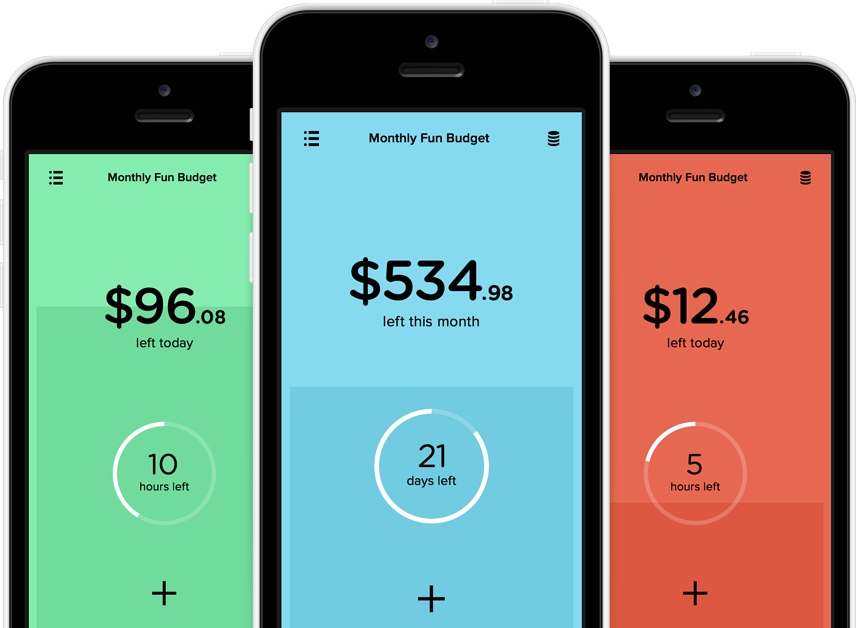 Monthly Fun Budget
$96.08
left today
10
hours left
Monthly Fun Budget
$534.98
left this month
21
days left
Monthly Fun Budget
$12.46
left today
5
hours left